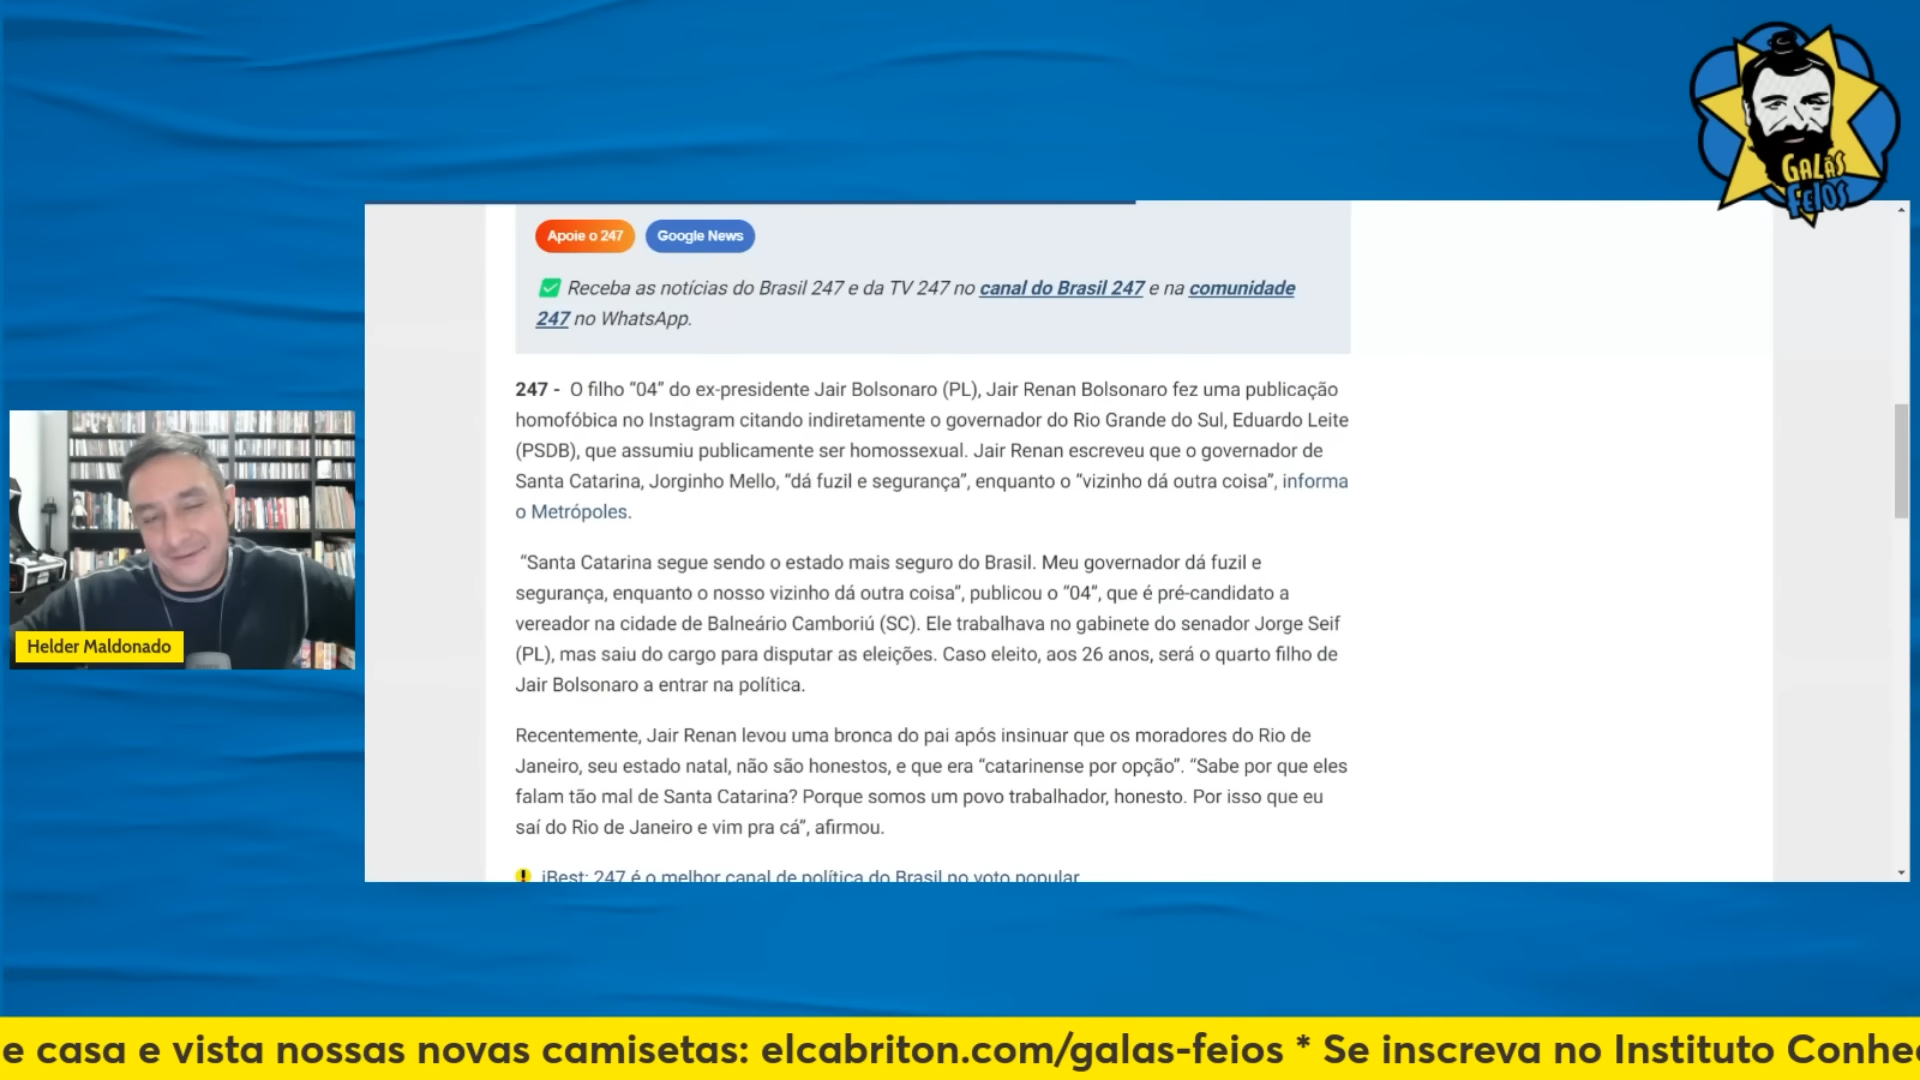 GALÃS
FEIOS
Apoie o 247
Google News
Receba as notícias do Brasil 247 e da TV 247 no canal do Brasil 247 e na comunidade
247 no WhatsApp.
247 - O filho “04” do ex-presidente Jair Bolsonaro (PL), Jair Renan Bolsonaro fez uma publicação
homofóbica no Instagram citando indiretamente o governador do Rio Grande do Sul, Eduardo Leite
(PSDB), que assumiu publicamente ser homossexual. Jair Renan escreveu que o governador de
Santa Catarina, Jorginho Mello, “dá fuzil e segurança”, enquanto o “vizinho dá outra coisa”, informa
o Metrópoles.
“Santa Catarina segue sendo o estado mais seguro do Brasil. Meu governador dá fuzil e
segurança, enquanto o nosso vizinho dá outra coisa”, publicou o “04”, que é pré-candidato a
vereador na cidade de Balneário Camboriú (SC). Ele trabalhava no gabinete do senador Jorge Seif
(PL), mas saiu do cargo para disputar as eleições. Caso eleito, aos 26 anos, será o quarto filho de
Jair Bolsonaro a entrar na política.
Recentemente, Jair Renan levou uma bronca do pai após insinuar que os moradores do Rio de
Janeiro, seu estado natal, não são honestos, e que era “catarinense por opção”. “Sabe por que eles
falam tão mal de Santa Catarina? Porque somos um povo trabalhador, honesto. Por isso que eu
saí do Rio de Janeiro e vim pra cá”, afirmou.
iBest: 247 é o melhor canal de política do Brasil no voto popular
Helder Maldonado
e casa e vista nossas novas camisetas: elcabriton.com/galas-feios * Se inscreva no Instituto Conhe